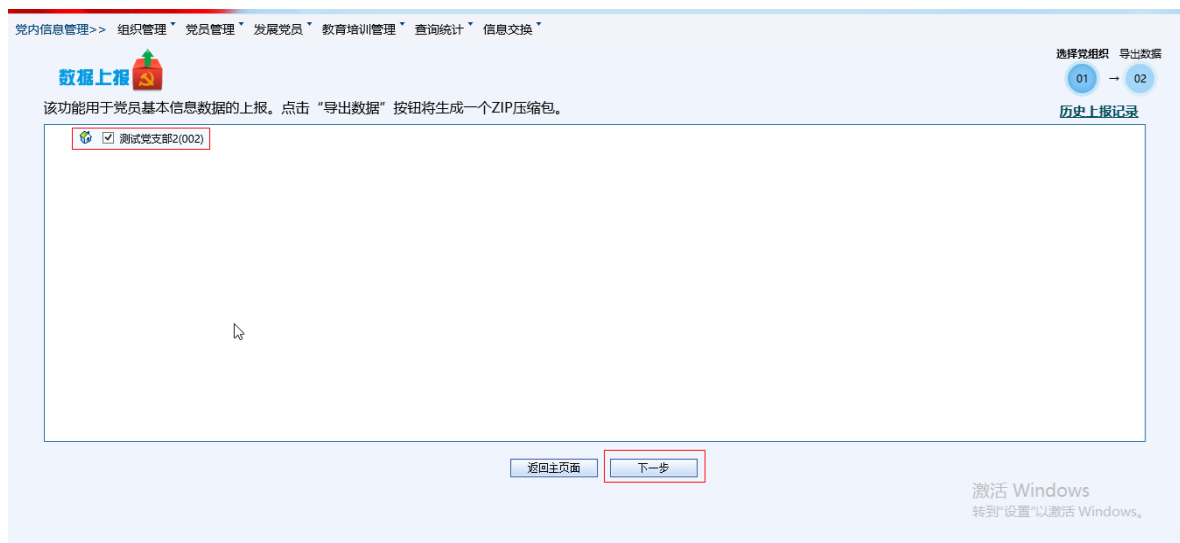 党内信息管理>> 组织管理 党员管理 发展党员 教育培训管理 查询统计 信息交换
选择党组织 导出数据
数据上报
01 → 02
该功能用于党员基本信息数据的上报。点击“导出数据”按钮将生成一个ZIP压缩包。
历史上报记录
测试党支部2(002)
返回主页面 下一步
激活 Windows
转到"设置"以激活 Windows。